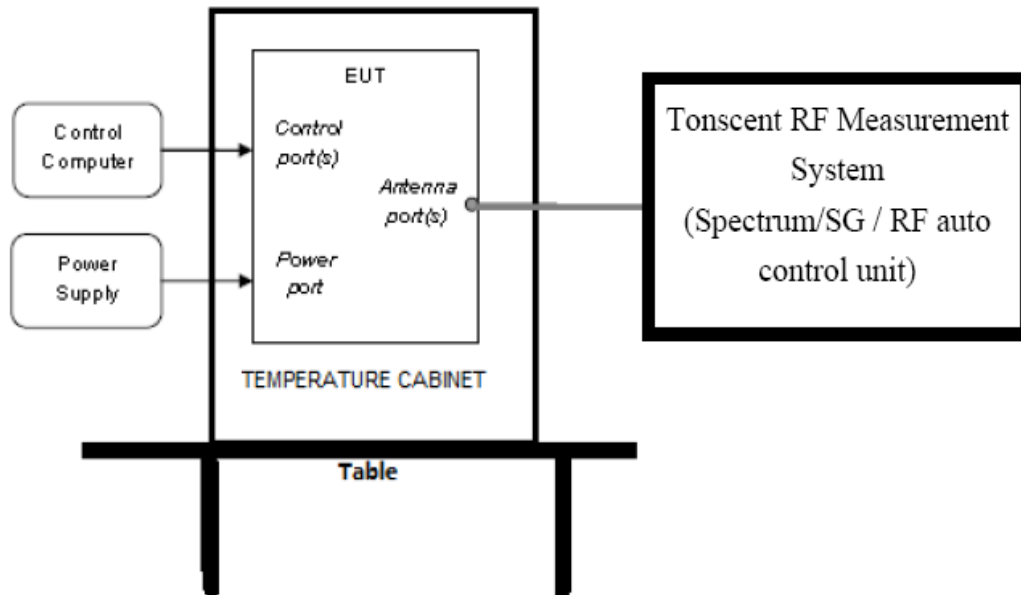 Control
Computer
Power
Supply
EUT
Control
port(s)
Antenna
port(s)
Power
port
TEMPERATURE CABINET
Table
Tonscent RF Measurement
System
(Spectrum/SG / RF auto
control unit)